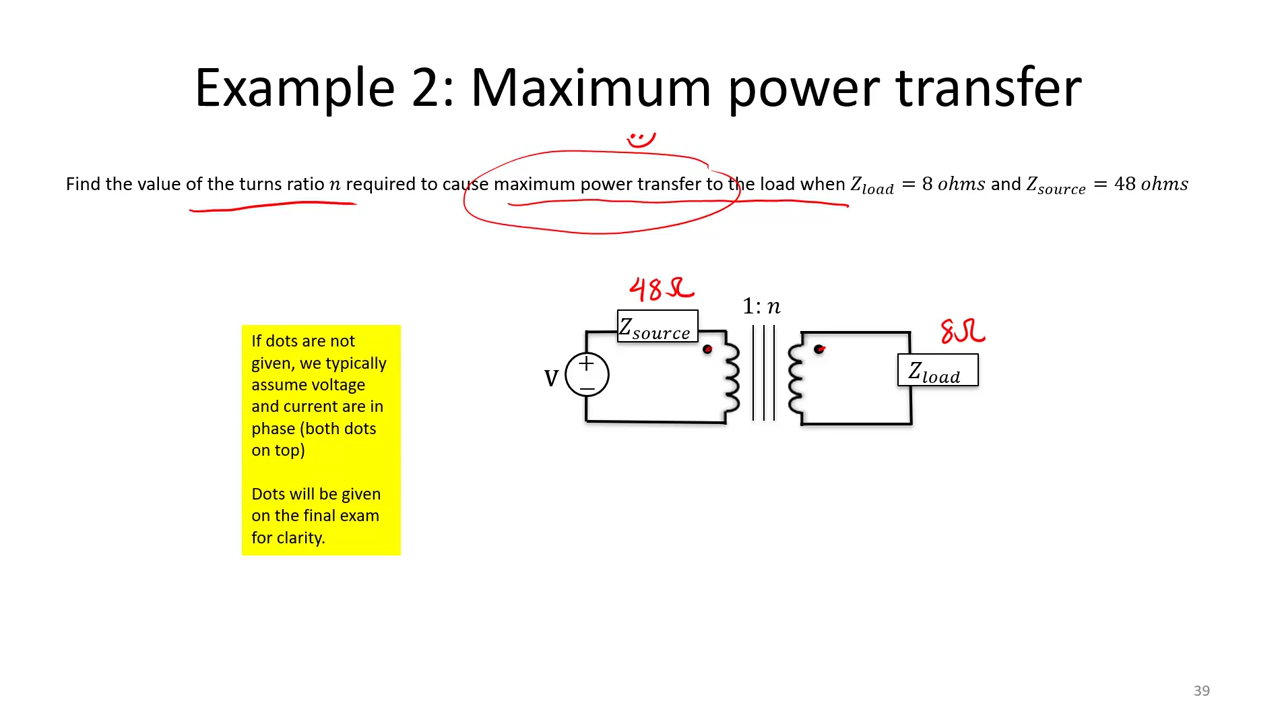 Example 2: Maximum power transfer
Find the value of the turns ratio n required to cause maximum power transfer to the load when Z_load = 8 ohms and Z_source = 48 ohms
48Ω
1: n
Z_source
8Ω
V
+
−
Z_load
If dots are not
given, we typically
assume voltage
and current are in
phase (both dots
on top)
Dots will be given
on the final exam
for clarity.
39